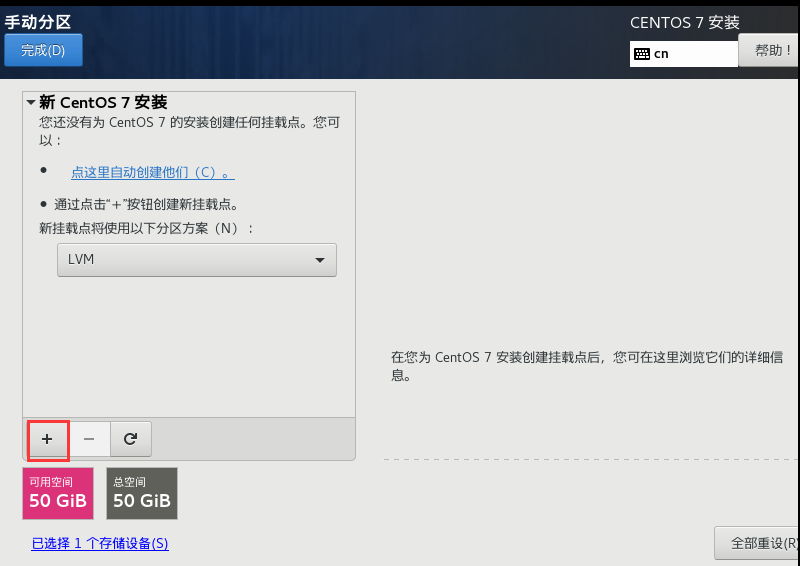 手动分区
CENTOS 7 安装
完成(D)
cn
帮助！
新 CentOS 7 安装
您还没有为 CentOS 7 的安装创建任何挂载点。您可
以：
点这里自动创建他们（C）。
通过点击“+”按钮创建新挂载点。
新挂载点将使用以下分区方案（N）：
LVM
在您为 CentOS 7 安装创建挂载点后，您可在这里浏览它们的详细信
息。
+ −
可用空间
50 GiB
总空间
50 GiB
已选择 1 个存储设备(S)
全部重设(R)